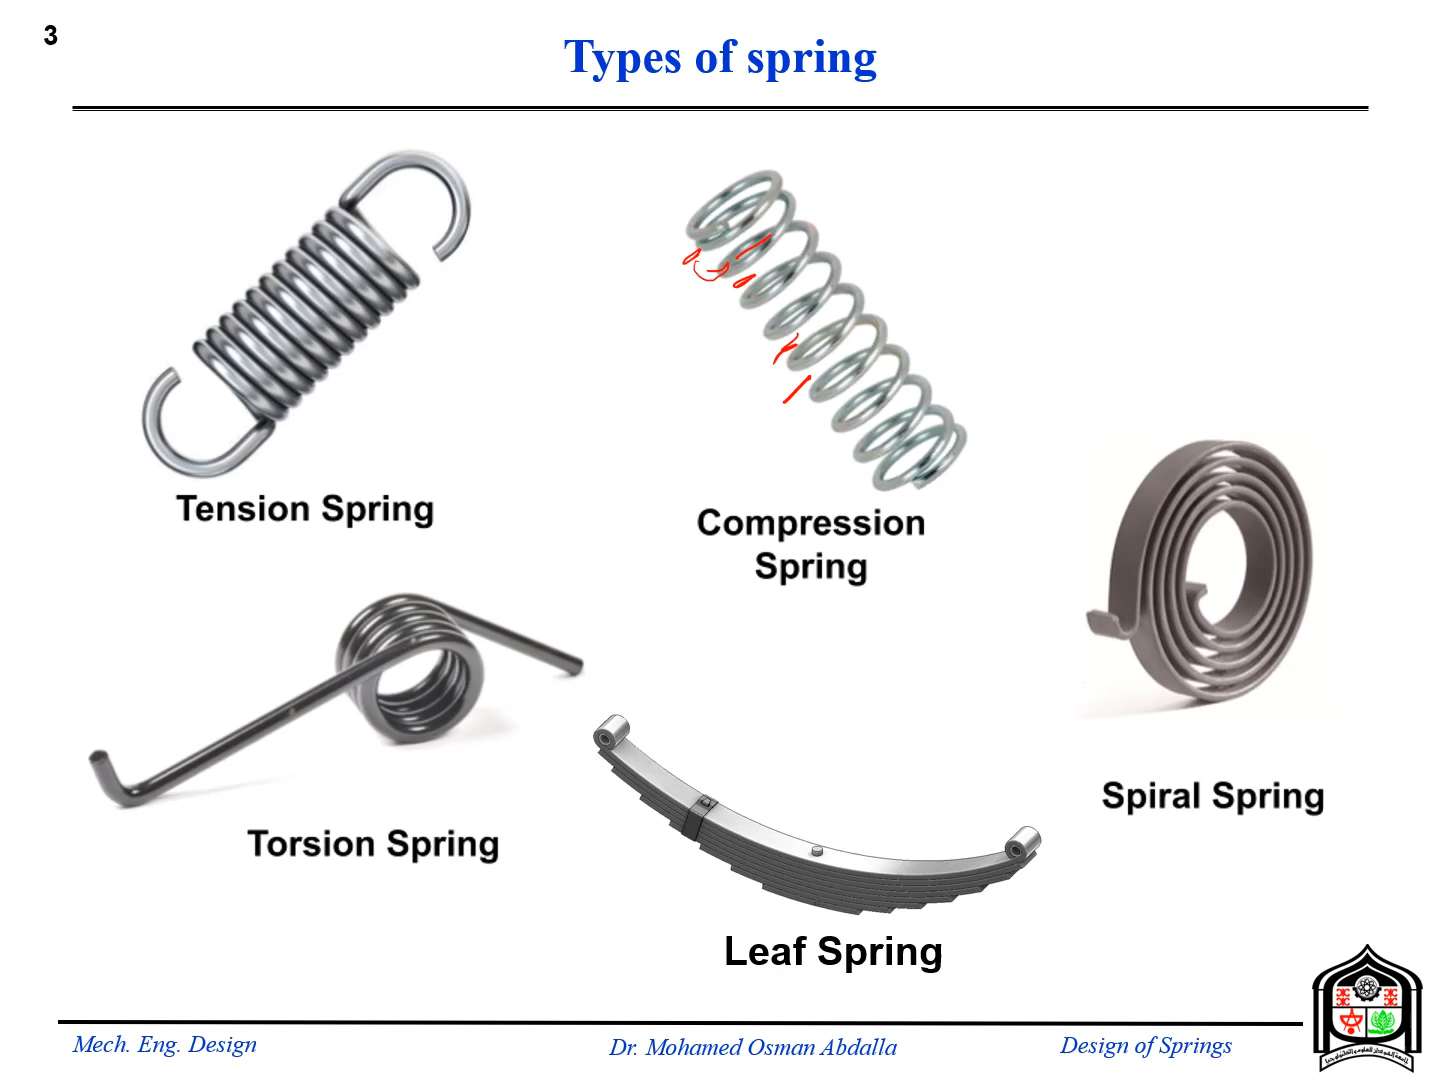 3
Types of spring
Tension Spring
Compression
Spring
Torsion Spring
Spiral Spring
Leaf Spring
Mech. Eng. Design
Dr. Mohamed Osman Abdalla
Design of Springs